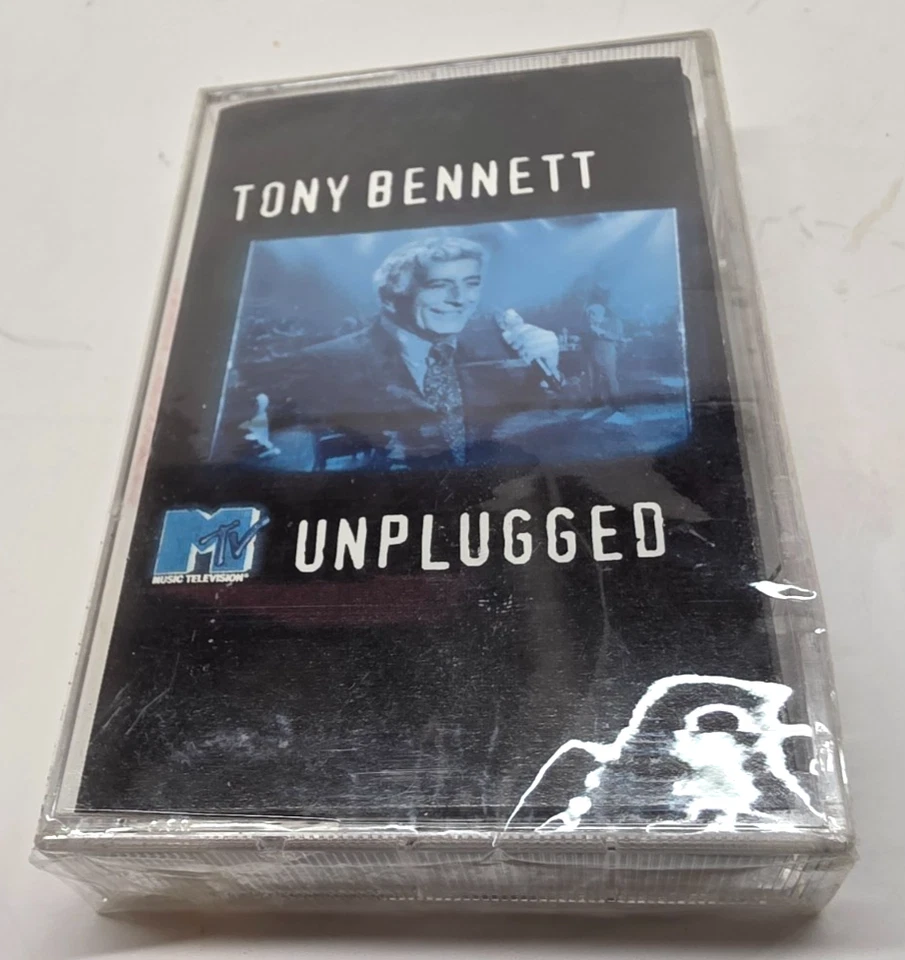 TONY BENNETT
MTV UNPLUGGED
MUSIC TELEVISION®